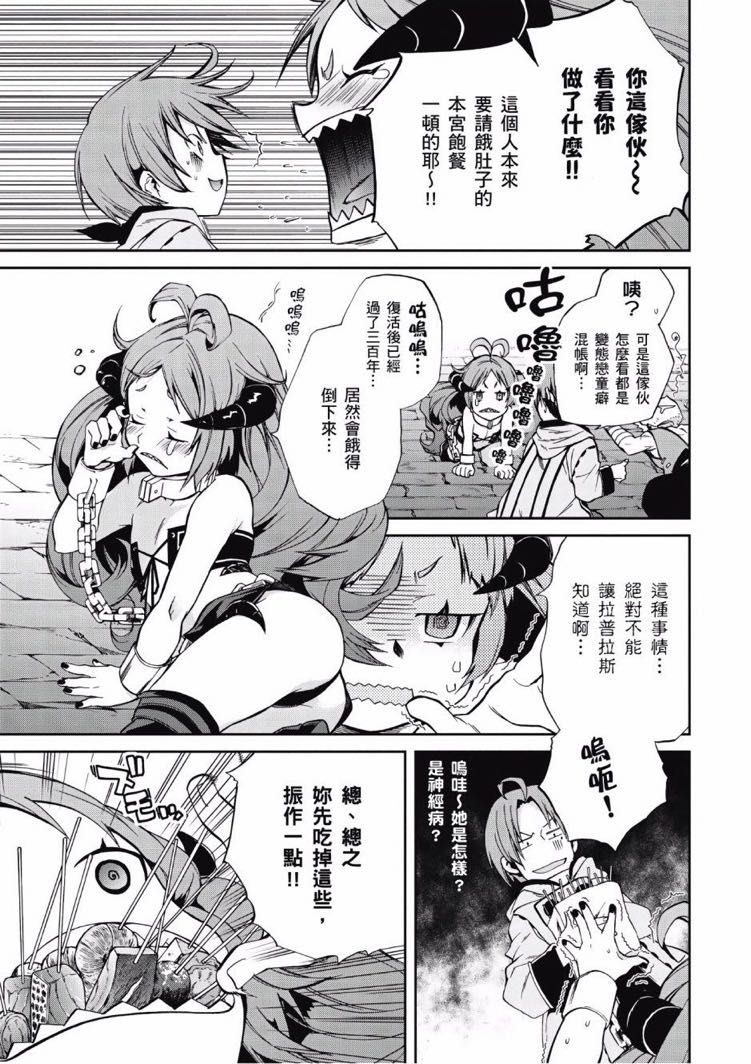 你這傢伙～
看看你
做了什麼!!
這個人本來
要請餓肚子的
本宮飽餐
一頓的耶～!!
咦？
可是這傢伙
怎麼看都是
變態戀童癖
混帳啊…
咕嚕
嚕嚕嚕嚕嚕
咕嗚嗚…
復活後已經
過了三百年…
居然會餓得
倒下來…
嗚嗚嗚…
這種事情…
絕對不能
讓拉普拉斯
知道啊…
嗚呃！
嗚哇～她是怎樣？
是神經病？
總、總之
妳先吃掉這些，
振作一點!!
ズモッ